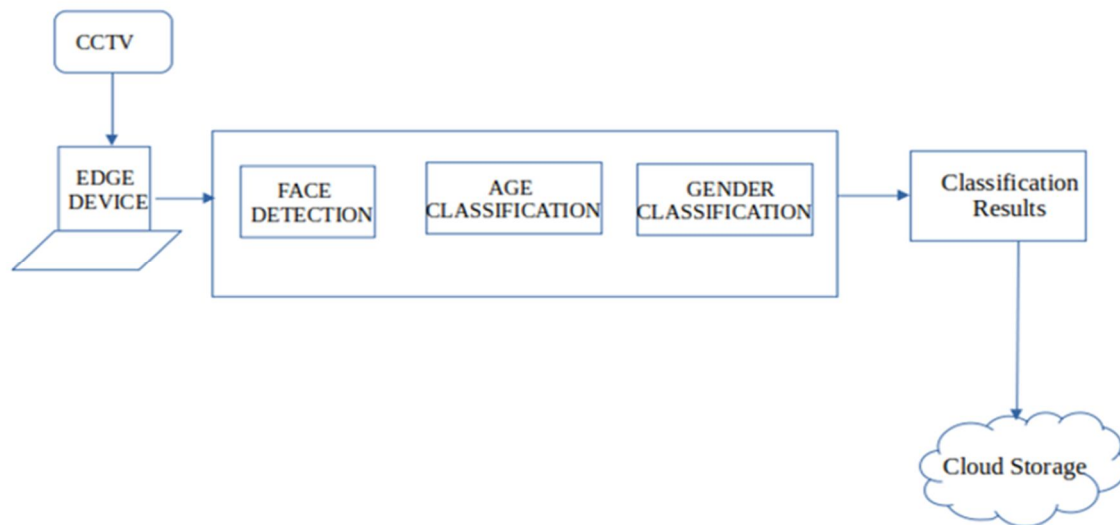 CCTV
EDGE
DEVICE
FACE
DETECTION
AGE
CLASSIFICATION
GENDER
CLASSIFICATION
Classification
Results
Cloud Storage